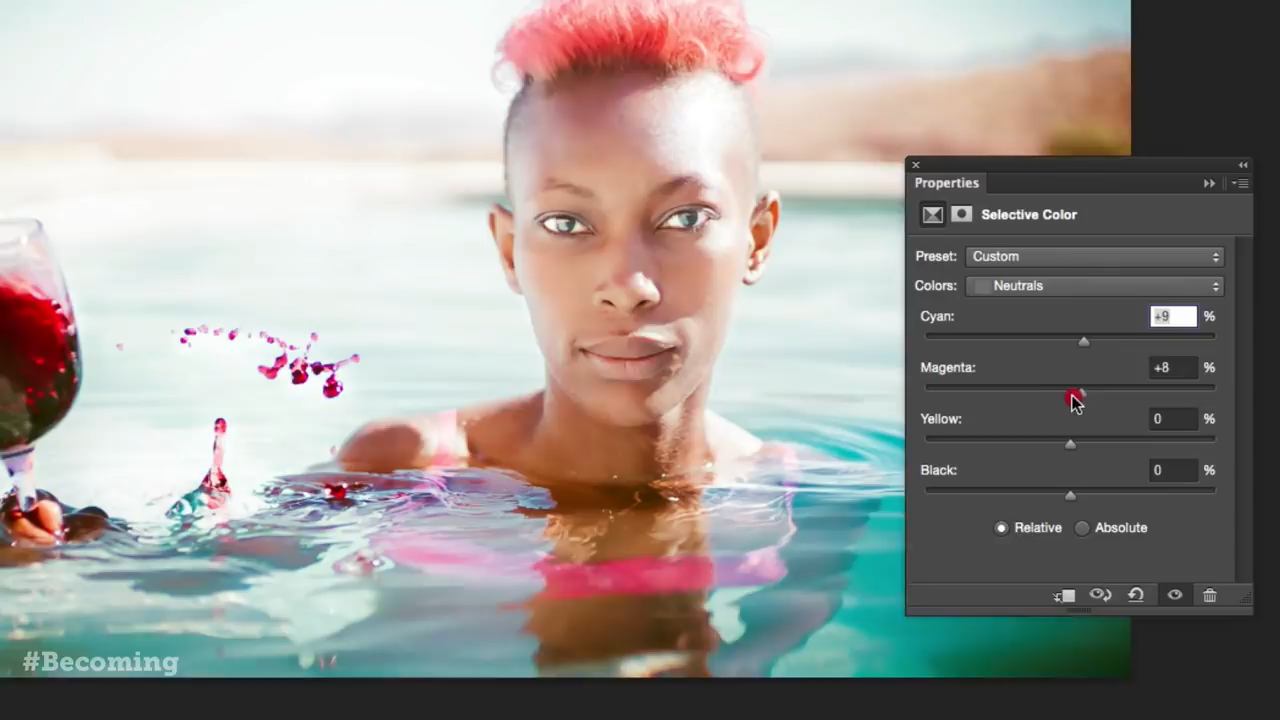 Properties
Selective Color
Preset: Custom
Colors: Neutrals
Cyan: +9 %
Magenta: +8 %
Yellow: 0 %
Black: 0 %
Relative Absolute
#Becoming